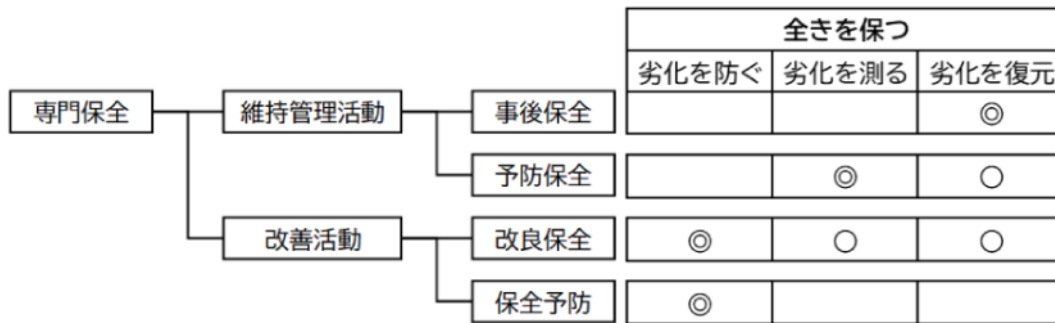 全きを保つ
劣化を防ぐ 劣化を測る 劣化を復元
専門保全 維持管理活動 事後保全 ◎
予防保全 ◎ ○
改善活動 改良保全 ◎ ○ ○
保全予防 ◎